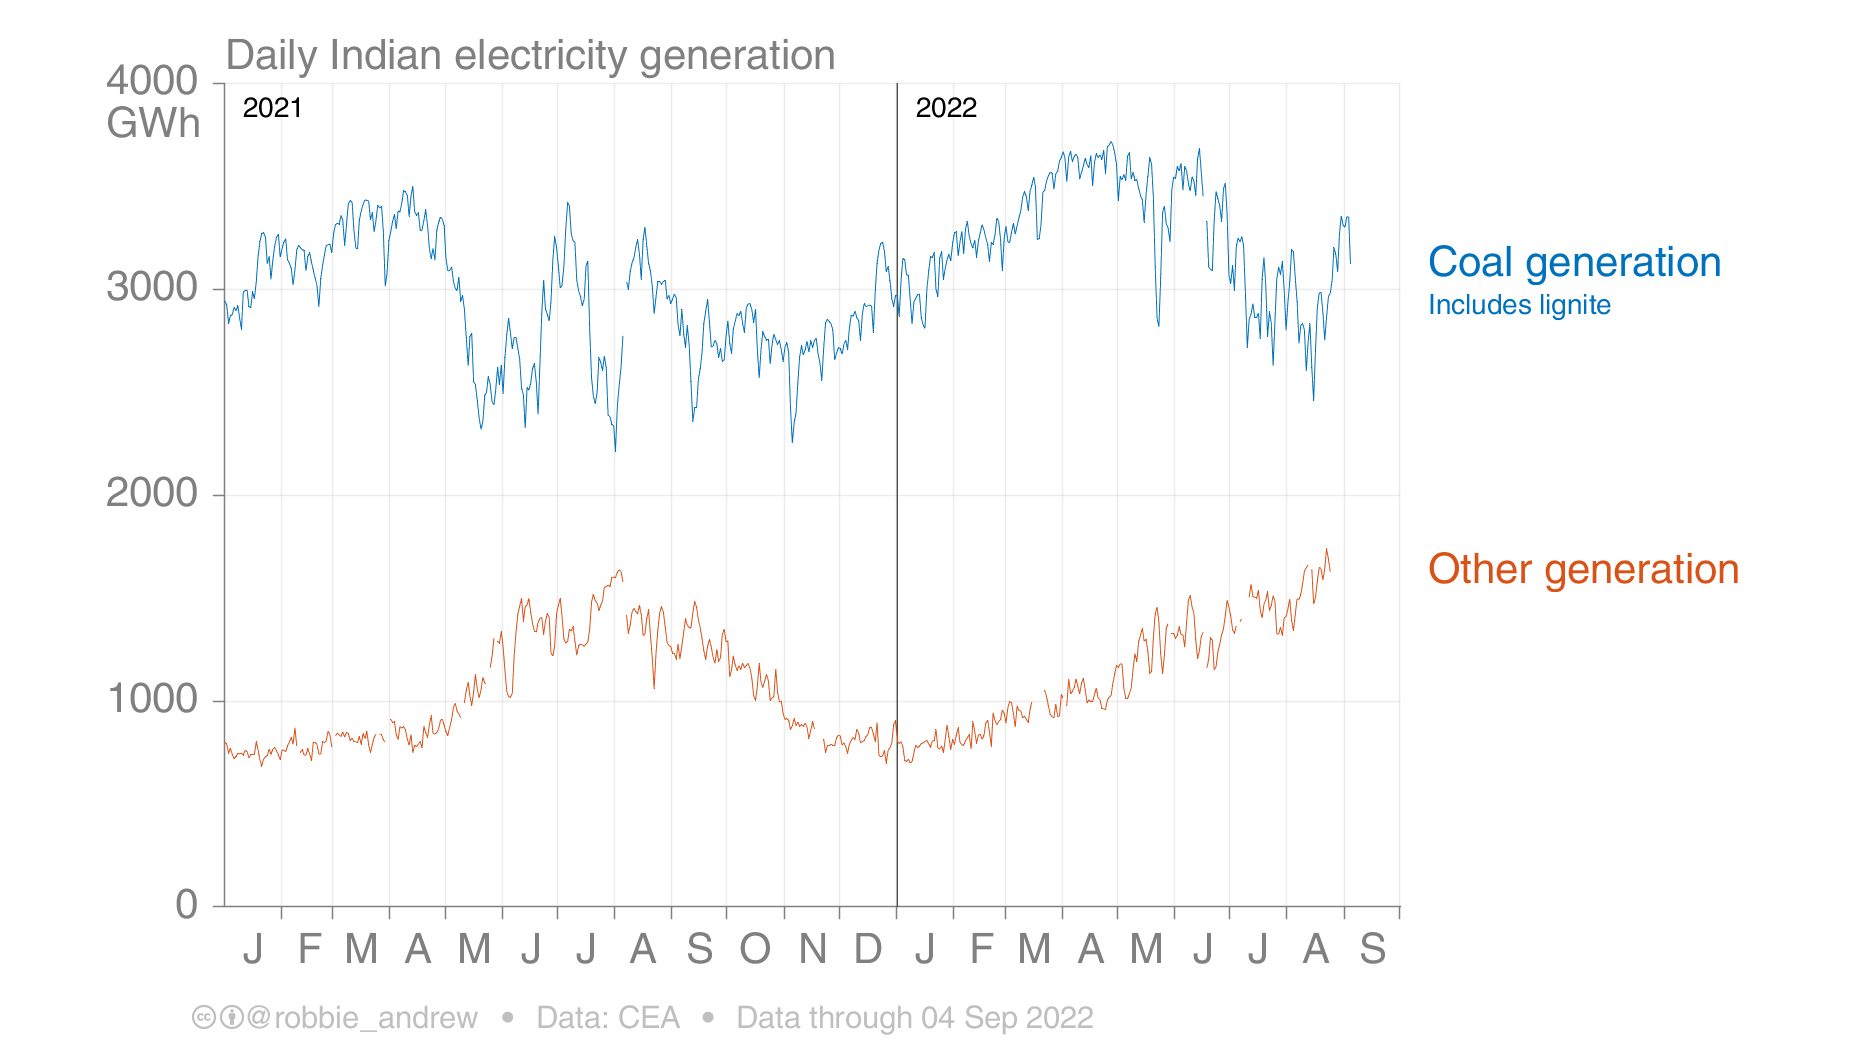 Daily Indian electricity generation
4000
GWh
2021
2022
3000
2000
1000
0
Coal generation
Includes lignite
Other generation
J F M A M J J A S O N D J F M A M J J A S
cc @robbie_andrew • Data: CEA • Data through 04 Sep 2022